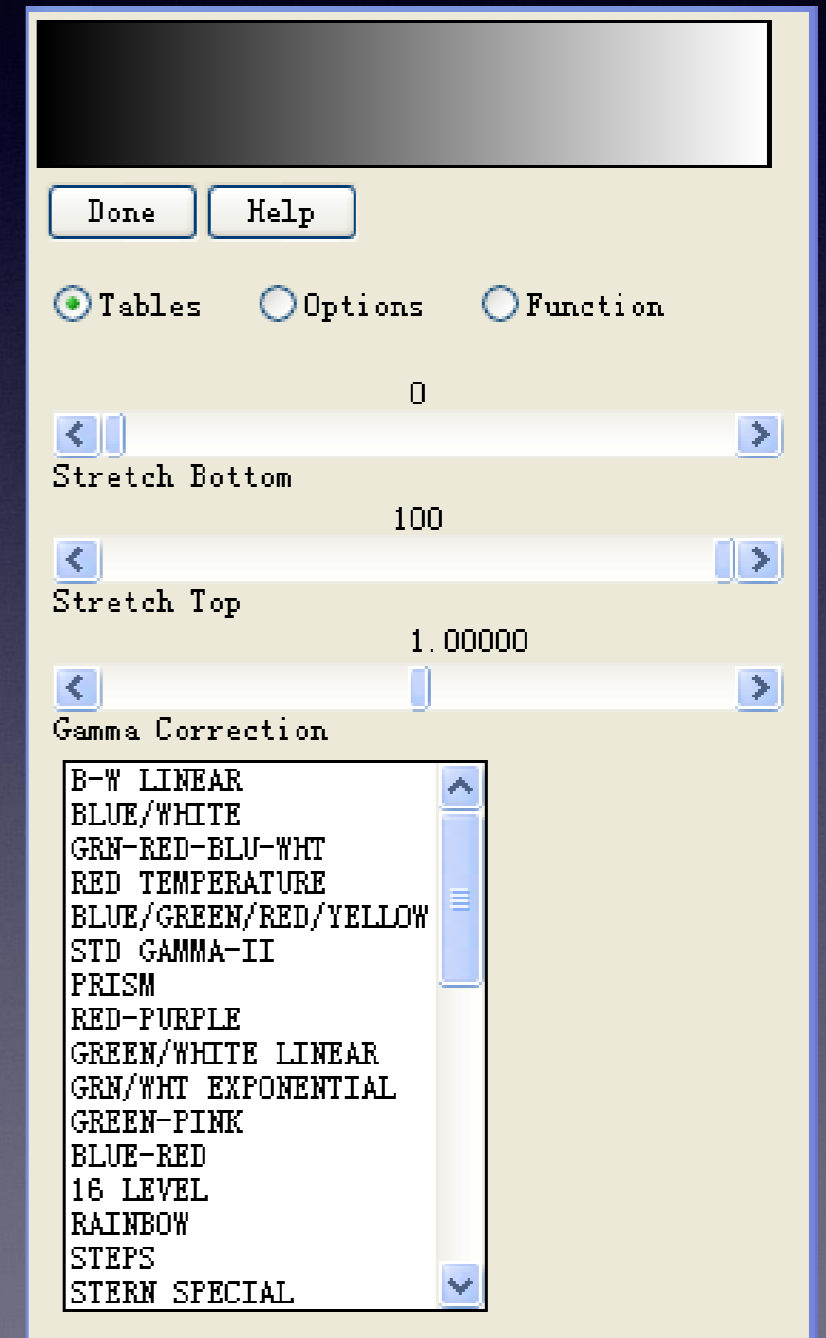 Done Help
Tables Options Function
0
Stretch Bottom
100
Stretch Top
1.00000
Gamma Correction
B-W LINEAR
BLUE/WHITE
GRN-RED-BLU-WHT
RED TEMPERATURE
BLUE/GREEN/RED/YELLOW
STD GAMMA-II
PRISM
RED-PURPLE
GREEN/WHITE LINEAR
GRN/WHT EXPONENTIAL
GREEN-PINK
BLUE-RED
16 LEVEL
RAINBOW
STEPS
STERN SPECIAL